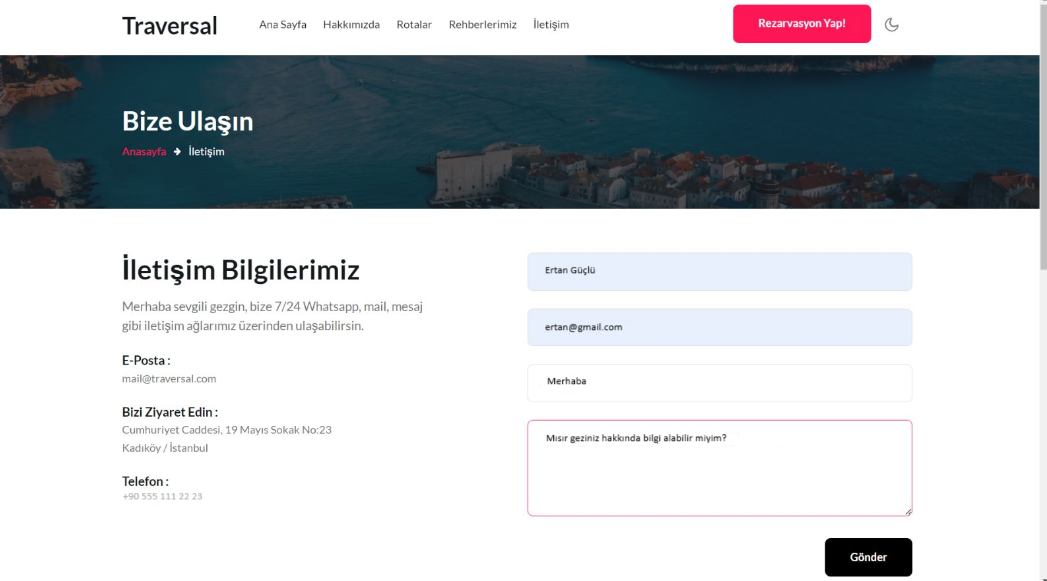 Traversal
Ana Sayfa
Hakkımızda
Rotalar
Rehberlerimiz
İletişim
Rezarvasyon Yap!
Bize Ulaşın
Anasayfa → İletişim
İletişim Bilgilerimiz
Merhaba sevgili gezgin, bize 7/24 Whatsapp, mail, mesaj
gibi iletişim ağlarımız üzerinden ulaşabilirsin.
E-Posta :
mail@traversal.com
Bizi Ziyaret Edin :
Cumhuriyet Caddesi, 19 Mayıs Sokak No:23
Kadıköy / İstanbul
Telefon :
+90 555 111 22 23
Ertan Güçlü
ertan@gmail.com
Merhaba
Mısır geziniz hakkında bilgi alabilir miyim?
Gönder